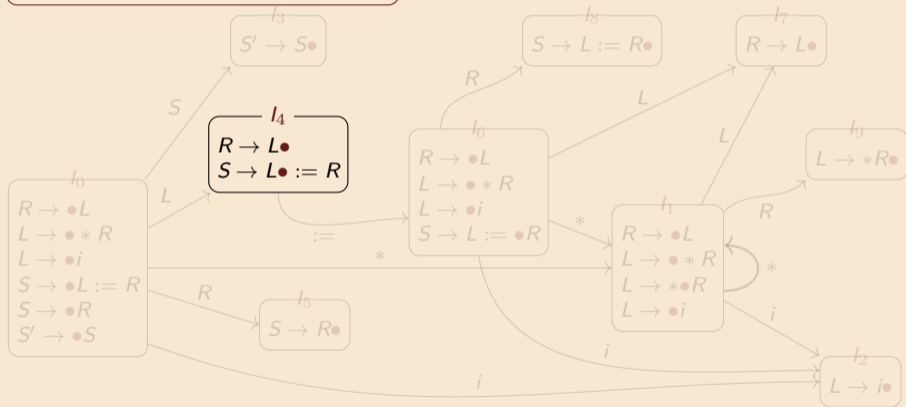 I3
S′ → S●
I8
S → L := R●
I7
R → L●
S
R
L
I4
R → L●
S → L● := R
I6
R → ●L
L → ● * R
L → ●i
S → L := ●R
L
I9
L → *R●
I0
R → ●L
L → ● * R
L → ●i
S → ●L := R
S → ●R
S′ → ●S
L
:=
*
*
I1
R → ●L
L → ● * R
L → *●R
L → ●i
R
*
R
I5
S → R●
i
i
i
I2
L → i●